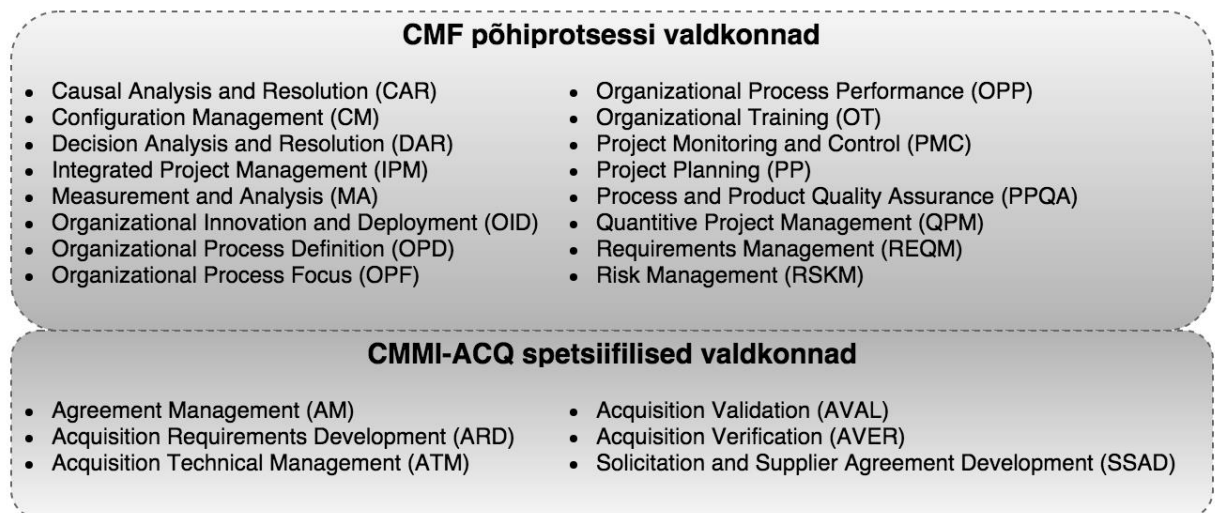 CMF põhiprotsessi valdkonnad
• Causal Analysis and Resolution (CAR)
• Configuration Management (CM)
• Decision Analysis and Resolution (DAR)
• Integrated Project Management (IPM)
• Measurement and Analysis (MA)
• Organizational Innovation and Deployment (OID)
• Organizational Process Definition (OPD)
• Organizational Process Focus (OPF)
• Organizational Process Performance (OPP)
• Organizational Training (OT)
• Project Monitoring and Control (PMC)
• Project Planning (PP)
• Process and Product Quality Assurance (PPQA)
• Quantitive Project Management (QPM)
• Requirements Management (REQM)
• Risk Management (RSKM)
CMMI-ACQ spetsiifilised valdkonnad
• Agreement Management (AM)
• Acquisition Requirements Development (ARD)
• Acquisition Technical Management (ATM)
• Acquisition Validation (AVAL)
• Acquisition Verification (AVER)
• Solicitation and Supplier Agreement Development (SSAD)